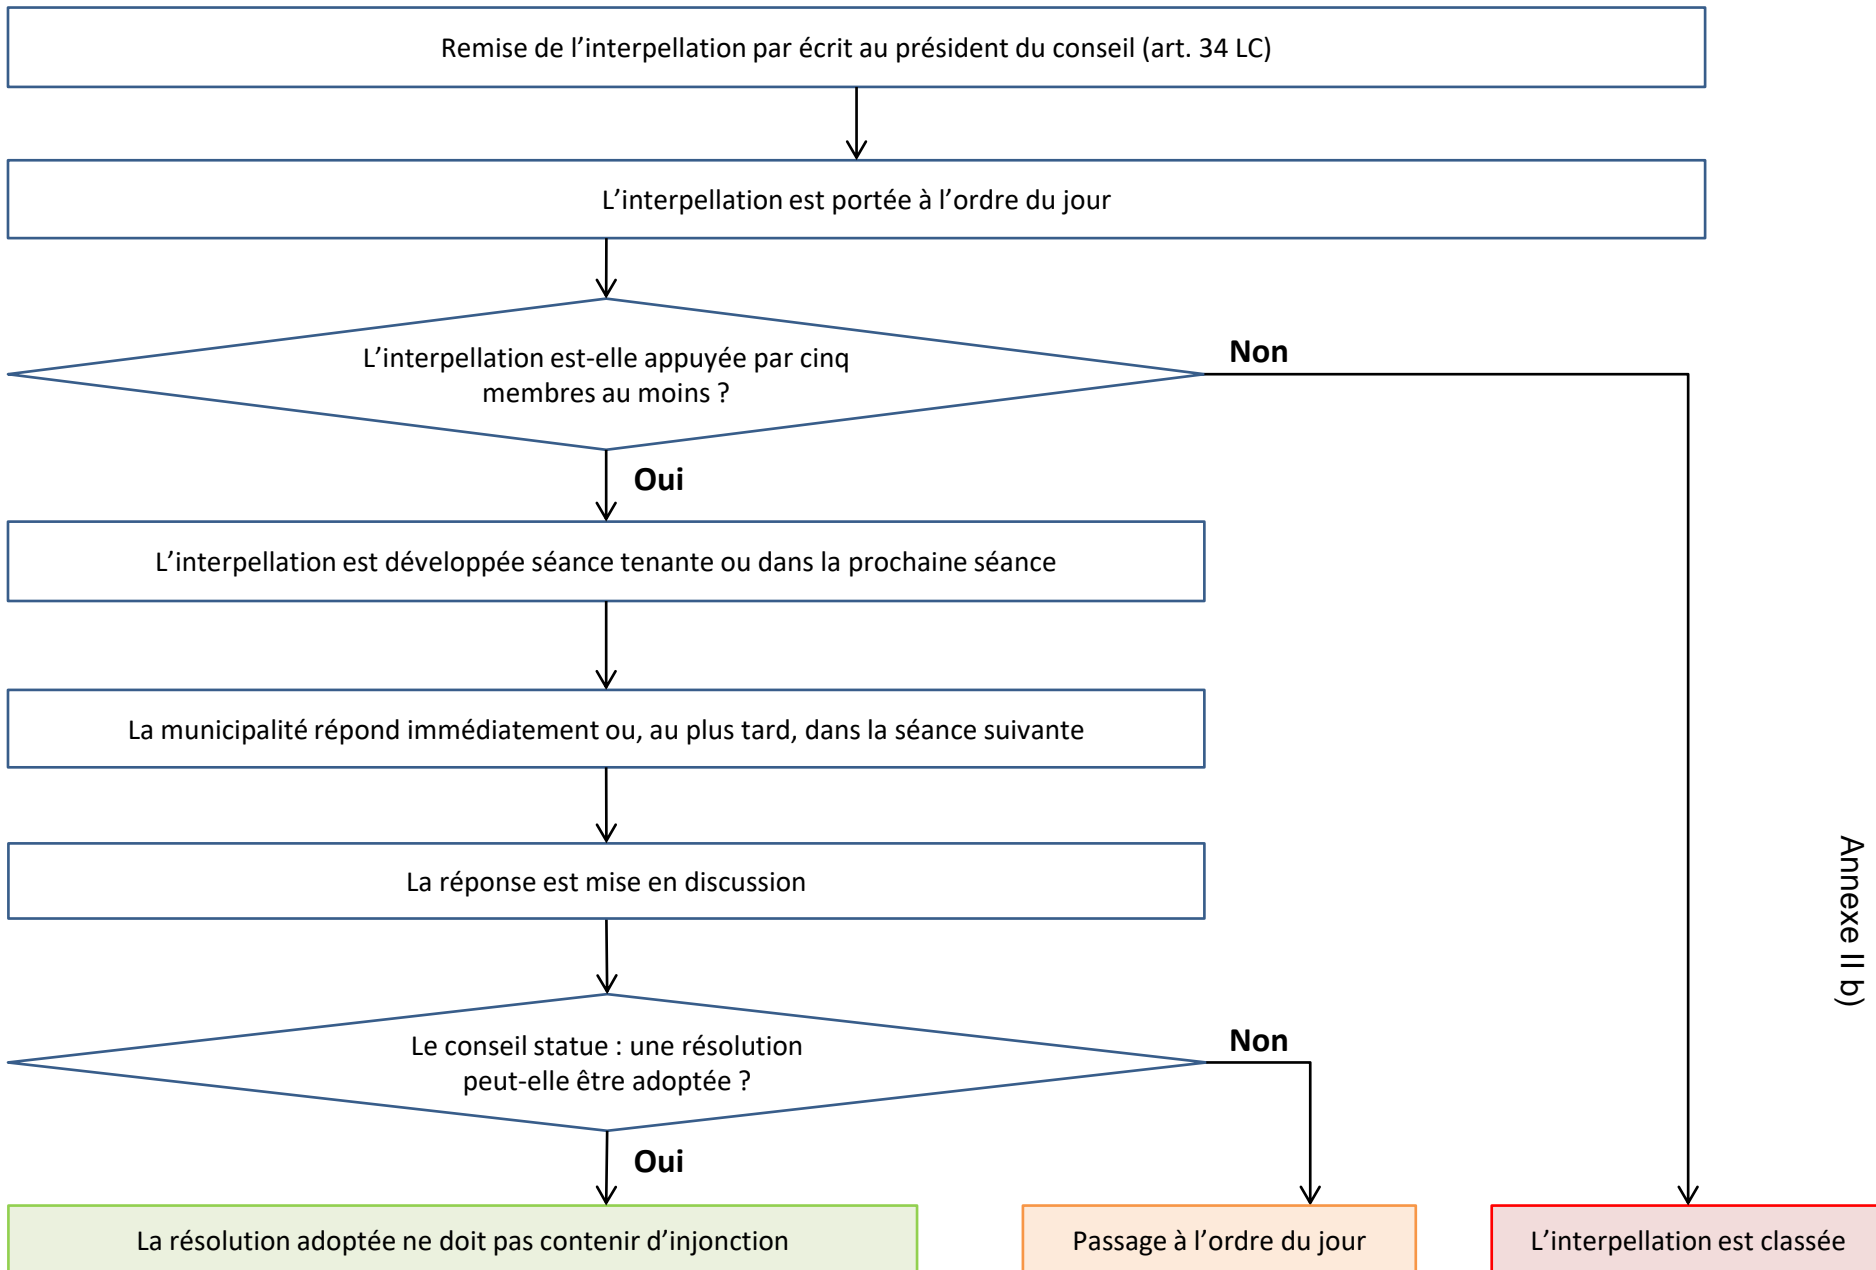 Remise de l’interpellation par écrit au président du conseil (art. 34 LC)
L’interpellation est portée à l’ordre du jour
L’interpellation est-elle appuyée par cinq
membres au moins ?
Non
Oui
L’interpellation est développée séance tenante ou dans la prochaine séance
La municipalité répond immédiatement ou, au plus tard, dans la séance suivante
La réponse est mise en discussion
Annexe II b)
Le conseil statue : une résolution
peut-elle être adoptée ?
Non
Oui
La résolution adoptée ne doit pas contenir d’injonction
Passage à l’ordre du jour
L’interpellation est classée